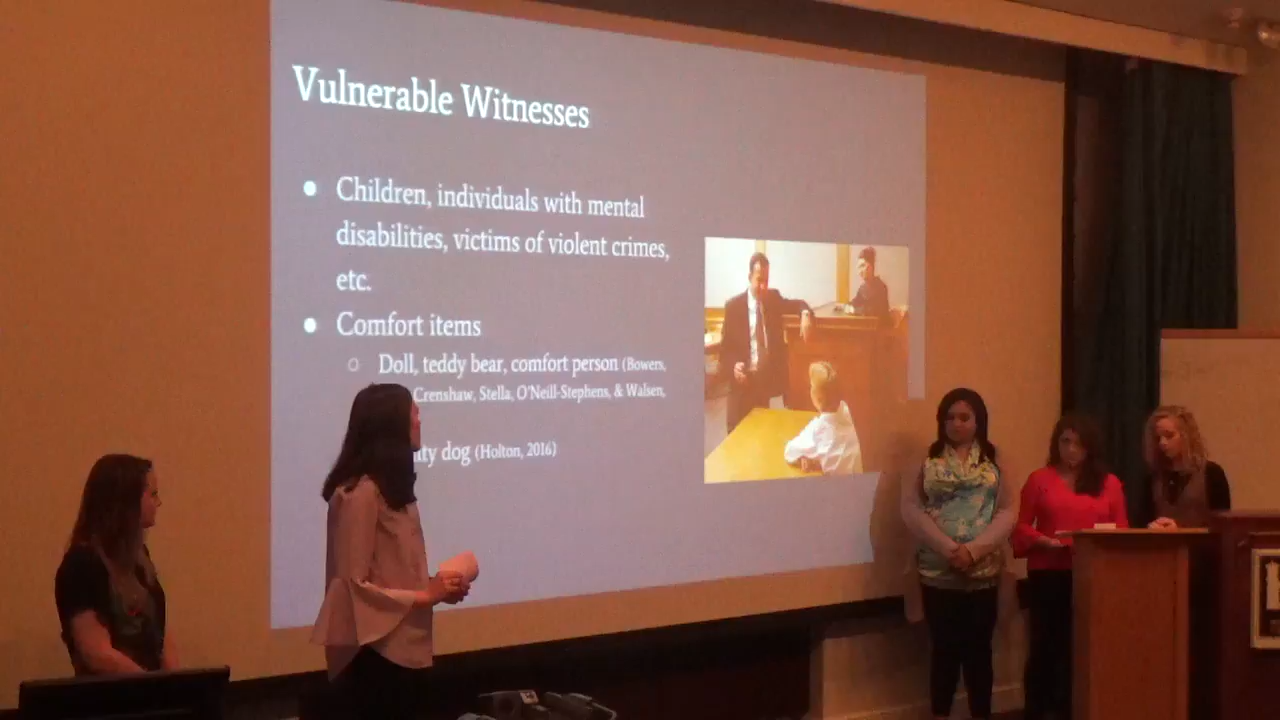 Vulnerable Witnesses
Children, individuals with mental
disabilities, victims of violent crimes,
etc.
Comfort items
Doll, teddy bear, comfort person (Bowers,
Crenshaw, Stella, O'Neill-Stephens, & Walsen,
dog (Holton, 2016)